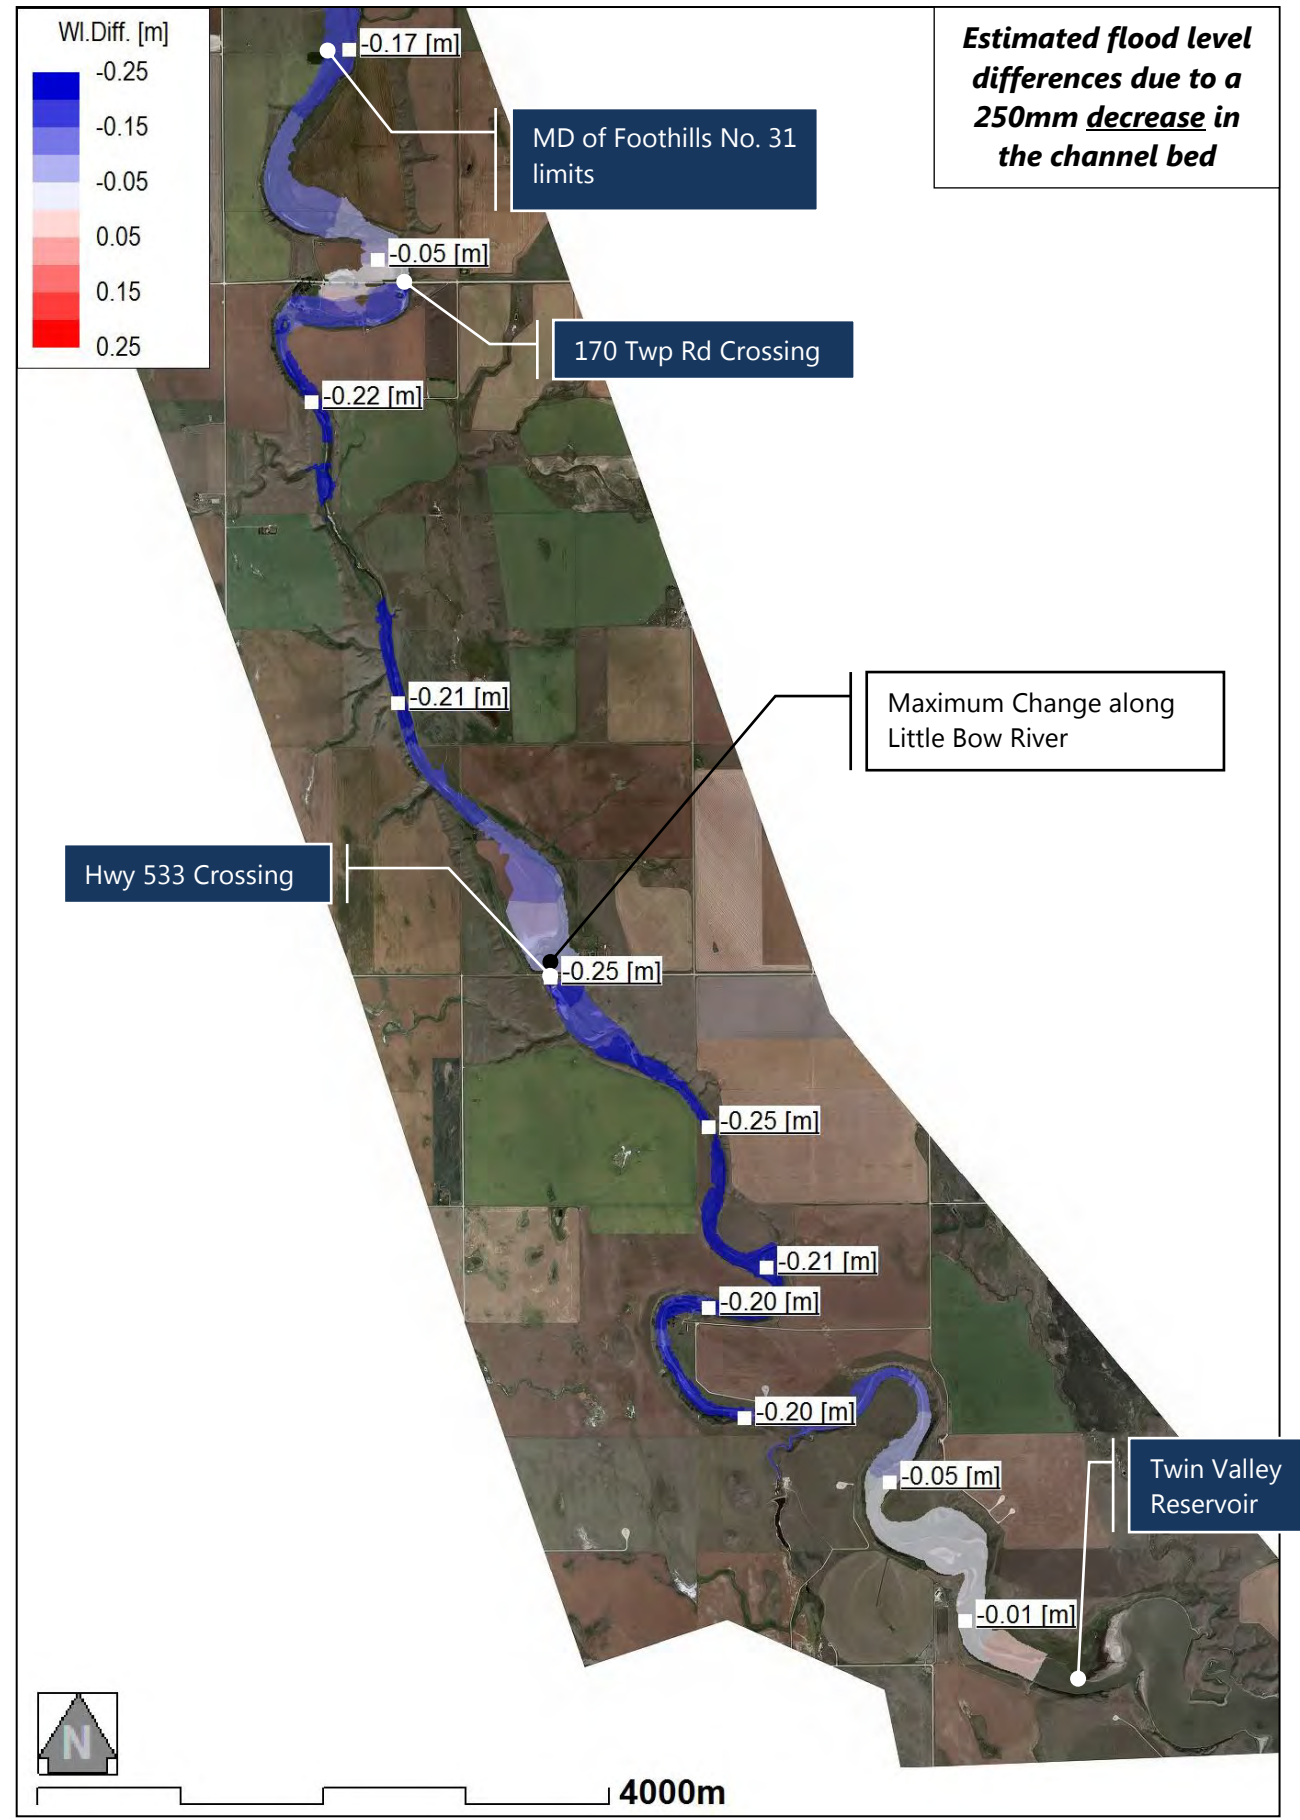 Wl.Diff. [m]
-0.25
-0.15
-0.05
0.05
0.15
0.25
Estimated flood level
differences due to a
250mm decrease in
the channel bed
-0.17 [m]
MD of Foothills No. 31
limits
-0.05 [m]
170 Twp Rd Crossing
-0.22 [m]
-0.21 [m]
Maximum Change along
Little Bow River
Hwy 533 Crossing
-0.25 [m]
-0.25 [m]
-0.21 [m]
-0.20 [m]
-0.20 [m]
-0.05 [m]
Twin Valley
Reservoir
-0.01 [m]
N
4000m